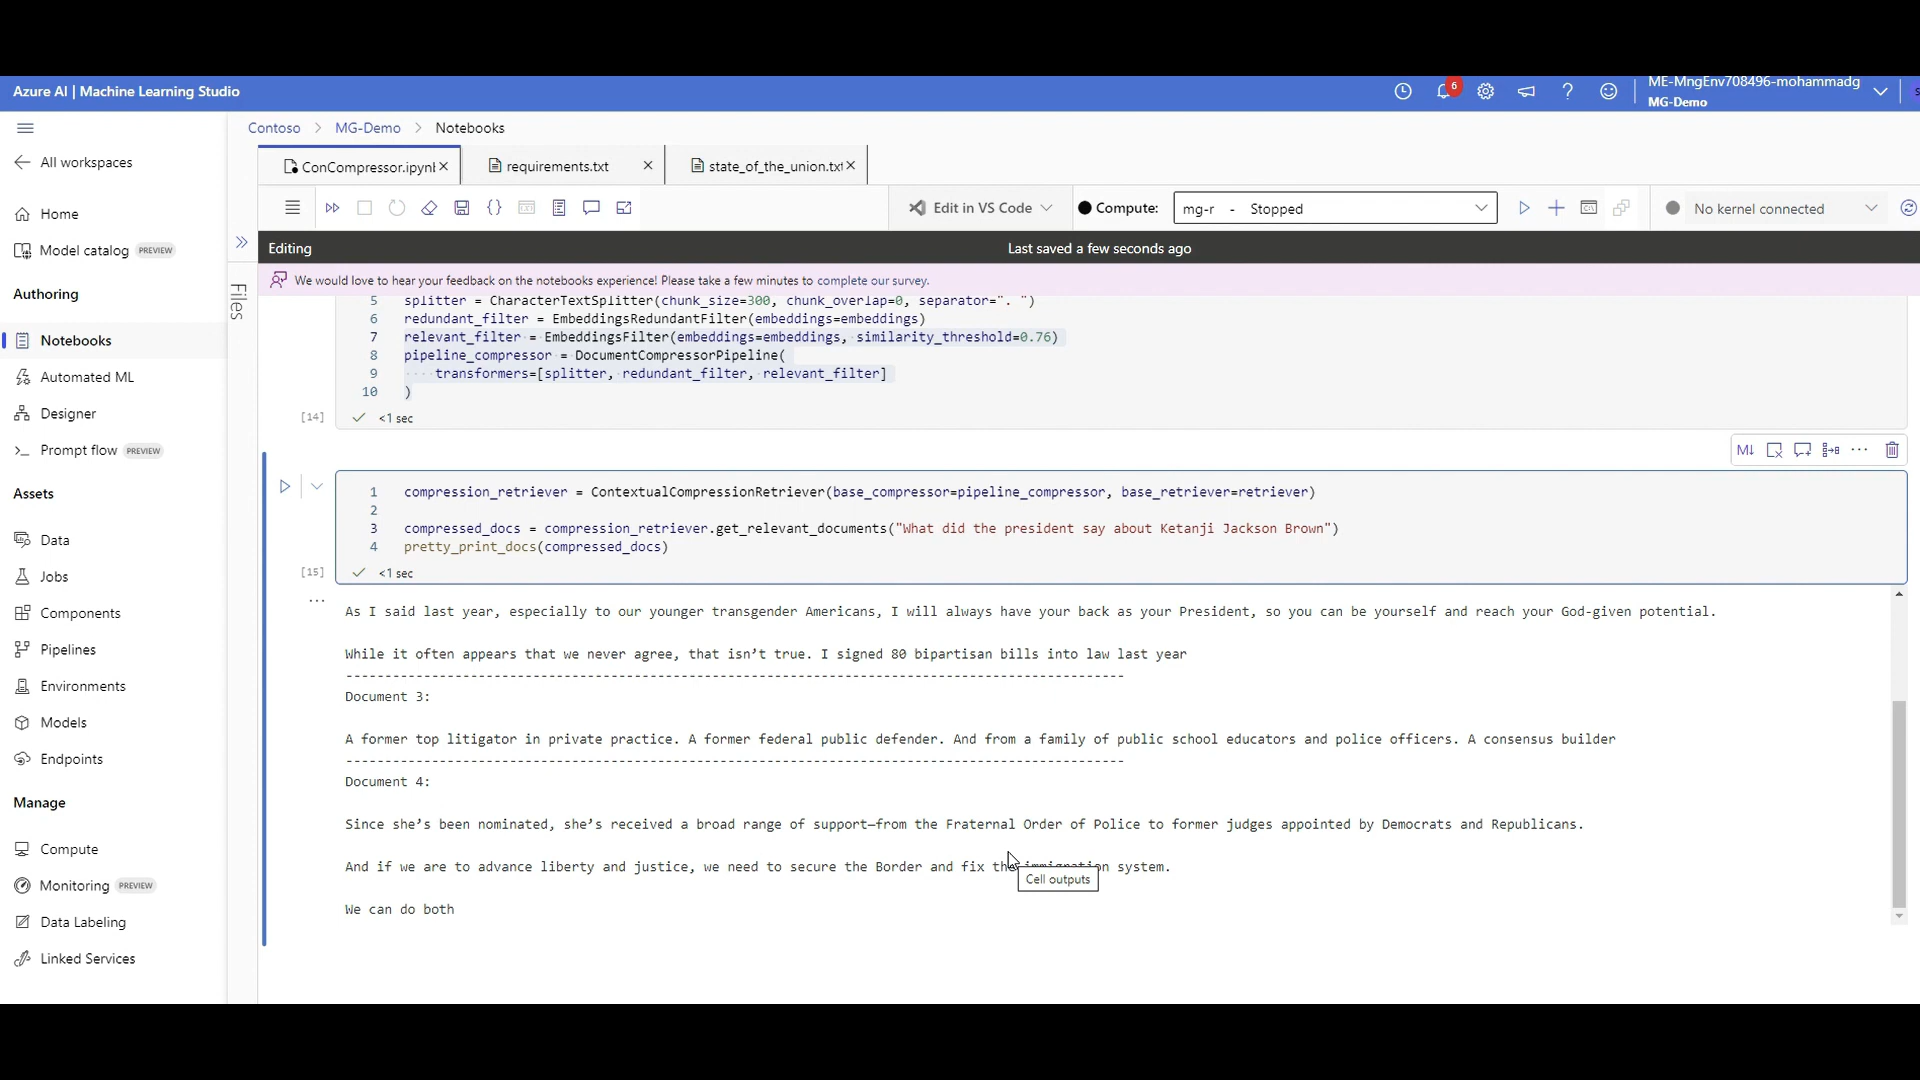 Azure AI | Machine Learning Studio
6
ME-MngEnv708496-mohammadg
MG-Demo
All workspaces
Home
Model catalog PREVIEW
Authoring
Notebooks
Automated ML
Designer
Prompt flow PREVIEW
Assets
Data
Jobs
Components
Pipelines
Environments
Models
Endpoints
Manage
Compute
Monitoring PREVIEW
Data Labeling
Linked Services
Files
Contoso > MG-Demo > Notebooks
ConCompressor.ipynb
requirements.txt
state_of_the_union.txt
Edit in VS Code
Compute: mg-r - Stopped
No kernel connected
Editing
Last saved a few seconds ago
We would love to hear your feedback on the notebooks experience! Please take a few minutes to complete our survey.
5 splitter = CharacterTextSplitter(chunk_size=300, chunk_overlap=0, separator=". ")
6 redundant_filter = EmbeddingsRedundantFilter(embeddings=embeddings)
7 relevant_filter = EmbeddingsFilter(embeddings=embeddings, similarity_threshold=0.76)
8 pipeline_compressor = DocumentCompressorPipeline(
9 transformers=[splitter, redundant_filter, relevant_filter]
10 )
[14] <1 sec
M↓
1 compression_retriever = ContextualCompressionRetriever(base_compressor=pipeline_compressor, base_retriever=retriever)
2
3 compressed_docs = compression_retriever.get_relevant_documents("What did the president say about Ketanji Jackson Brown")
4 pretty_print_docs(compressed_docs)
[15] <1 sec
As I said last year, especially to our younger transgender Americans, I will always have your back as your President, so you can be yourself and reach your God-given potential.
While it often appears that we never agree, that isn't true. I signed 80 bipartisan bills into law last year
----------------------------------------------------------------------------------------------------
Document 3:
A former top litigator in private practice. A former federal public defender. And from a family of public school educators and police officers. A consensus builder
----------------------------------------------------------------------------------------------------
Document 4:
Since she's been nominated, she's received a broad range of support—from the Fraternal Order of Police to former judges appointed by Democrats and Republicans.
And if we are to advance liberty and justice, we need to secure the Border and fix the immigration system.
Cell outputs
We can do both